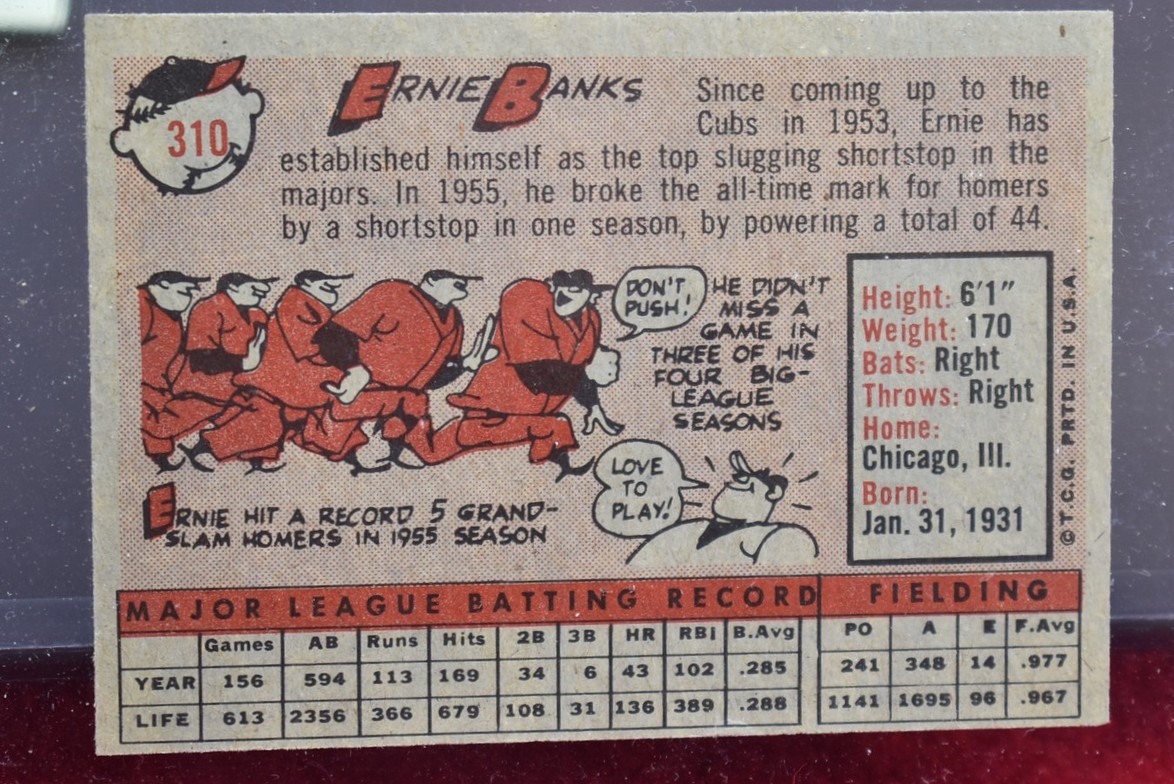 310
ERNIE BANKS
Since coming up to the
Cubs in 1953, Ernie has
established himself as the top slugging shortstop in the
majors. In 1955, he broke the all-time mark for homers
by a shortstop in one season, by powering a total of 44.
DON'T
PUSH!
HE DIDN'T
MISS A
GAME IN
THREE OF HIS
FOUR BIG-
LEAGUE
SEASONS
LOVE
TO
PLAY!
ERNIE HIT A RECORD 5 GRAND-
SLAM HOMERS IN 1955 SEASON
Height: 6'1"
Weight: 170
Bats: Right
Throws: Right
Home:
Chicago, Ill.
Born:
Jan. 31, 1931
©T.C.G. PRTD. IN U.S.A.
MAJOR LEAGUE BATTING RECORD FIELDING
Games AB Runs Hits 2B 3B HR RBI B.Avg PO A E F.Avg
YEAR 156 594 113 169 34 6 43 102 .285 241 348 14 .977
LIFE 613 2356 366 679 108 31 136 389 .288 1141 1695 96 .967